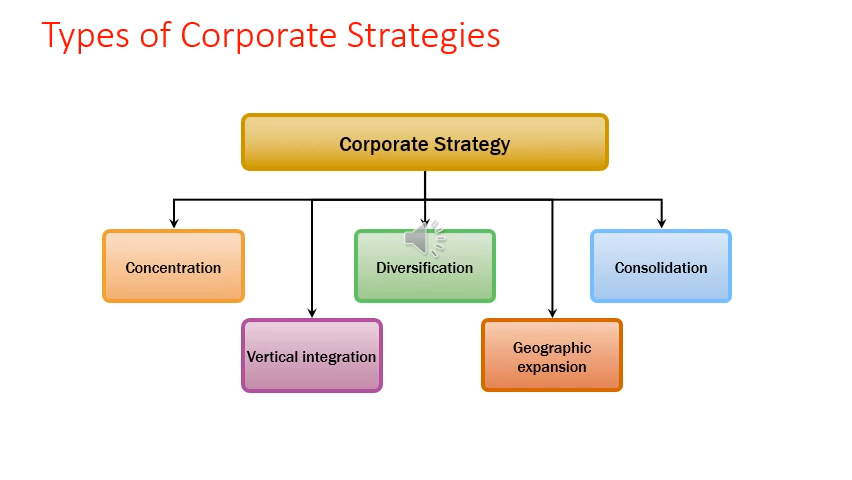 Types of Corporate Strategies
Corporate Strategy
Concentration
Diversification
Consolidation
Vertical integration
Geographic
expansion